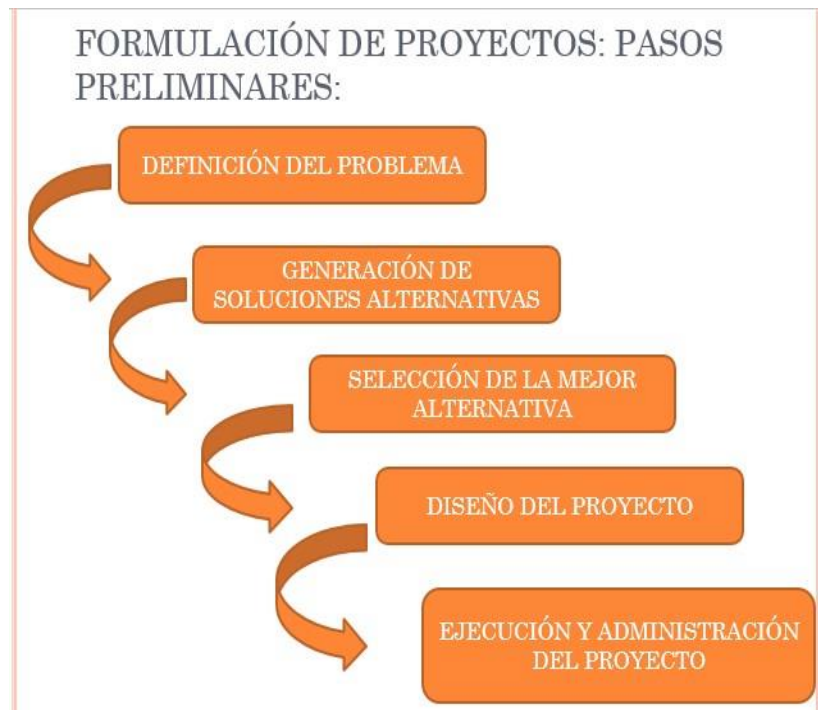 FORMULACIÓN DE PROYECTOS: PASOS
PRELIMINARES:
DEFINICIÓN DEL PROBLEMA
GENERACIÓN DE
SOLUCIONES ALTERNATIVAS
SELECCIÓN DE LA MEJOR
ALTERNATIVA
DISEÑO DEL PROYECTO
EJECUCIÓN Y ADMINISTRACIÓN
DEL PROYECTO